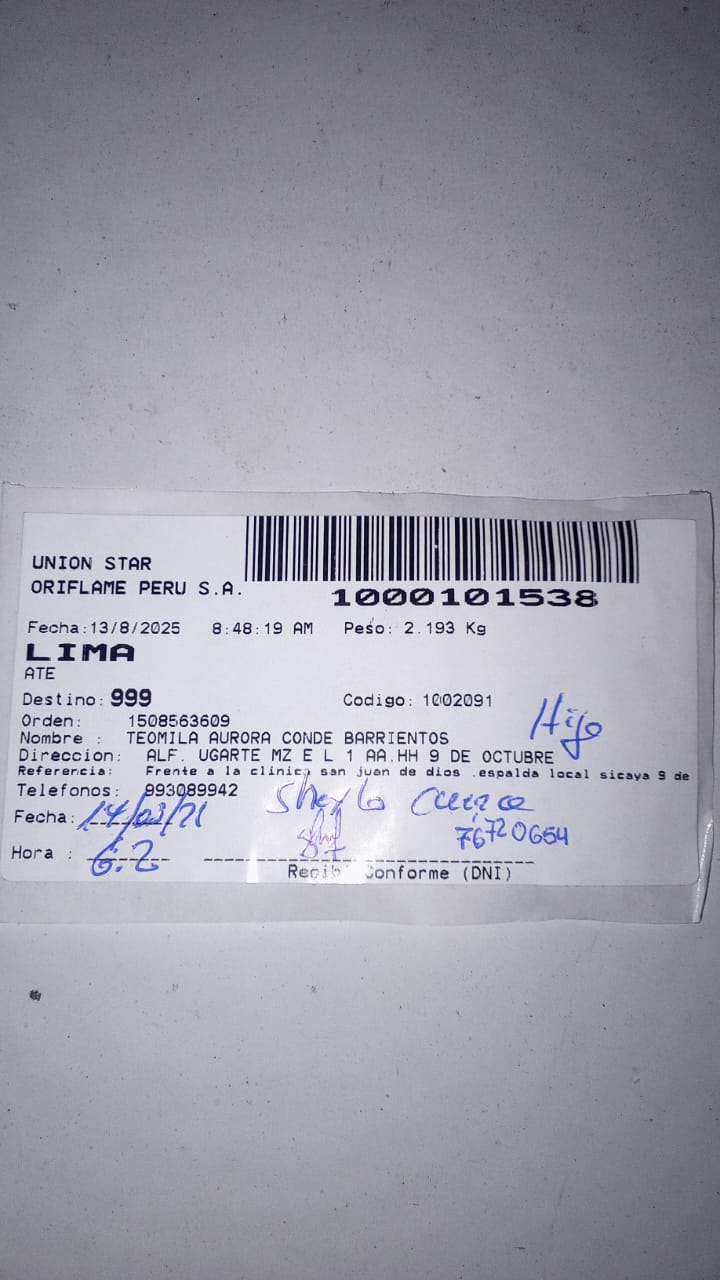 UNION STAR
ORIFLAME PERU S.A.
1000101538
Fecha:13/8/2025 8:48:19 AM Peso: 2.193 Kg
LIMA
ATE
Destino: 999 Codigo: 1002091
Hijo
Orden: 1508563609
Nombre : TEOMILA AURORA CONDE BARRIENTOS
Direccion: ALF. UGARTE MZ E L 1 AA.HH 9 DE OCTUBRE
Referencia: Frente a la clinica san juan de dios .espalda local sicaya 9 de
Telefonos: 993089942
Fecha:
76720654
Hora : 6.2
Recibi Conforme (DNI)